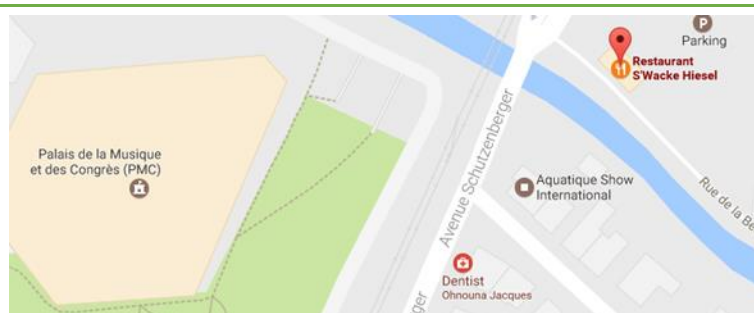 Parking
Restaurant
S'Wacke Hiesel
Palais de la Musique
et des Congrès (PMC)
Avenue Schutzenberger
Aquatique Show
International
Rue de la Be
Dentist
Ohnouna Jacques
ger